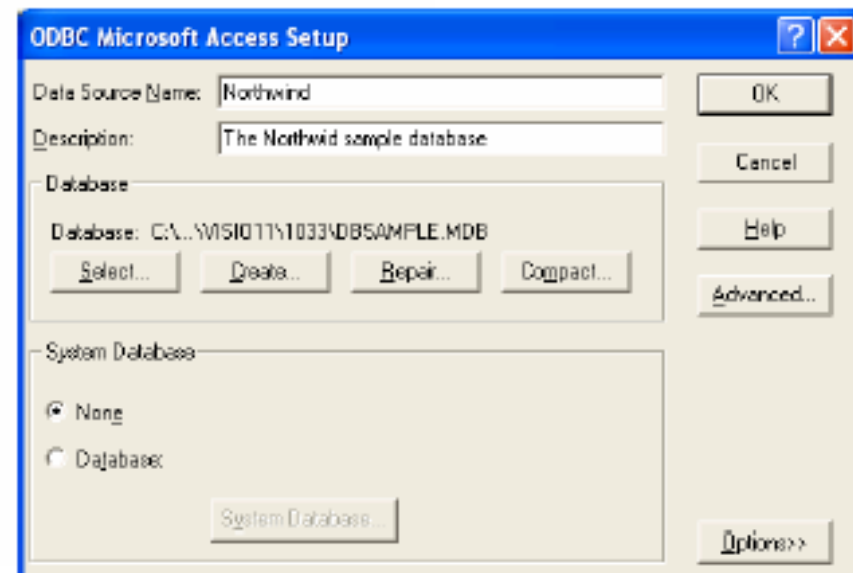 ODBC Microsoft Access Setup
Data Source Name: Northwind
OK
Description: The Northwid sample database
Cancel
Database
Database: C:\...\VISIO11\1033\DBSAMPLE.MDB
Help
Select... Create... Repair... Compact...
Advanced...
System Database
None
Database:
System Database...
Options>>